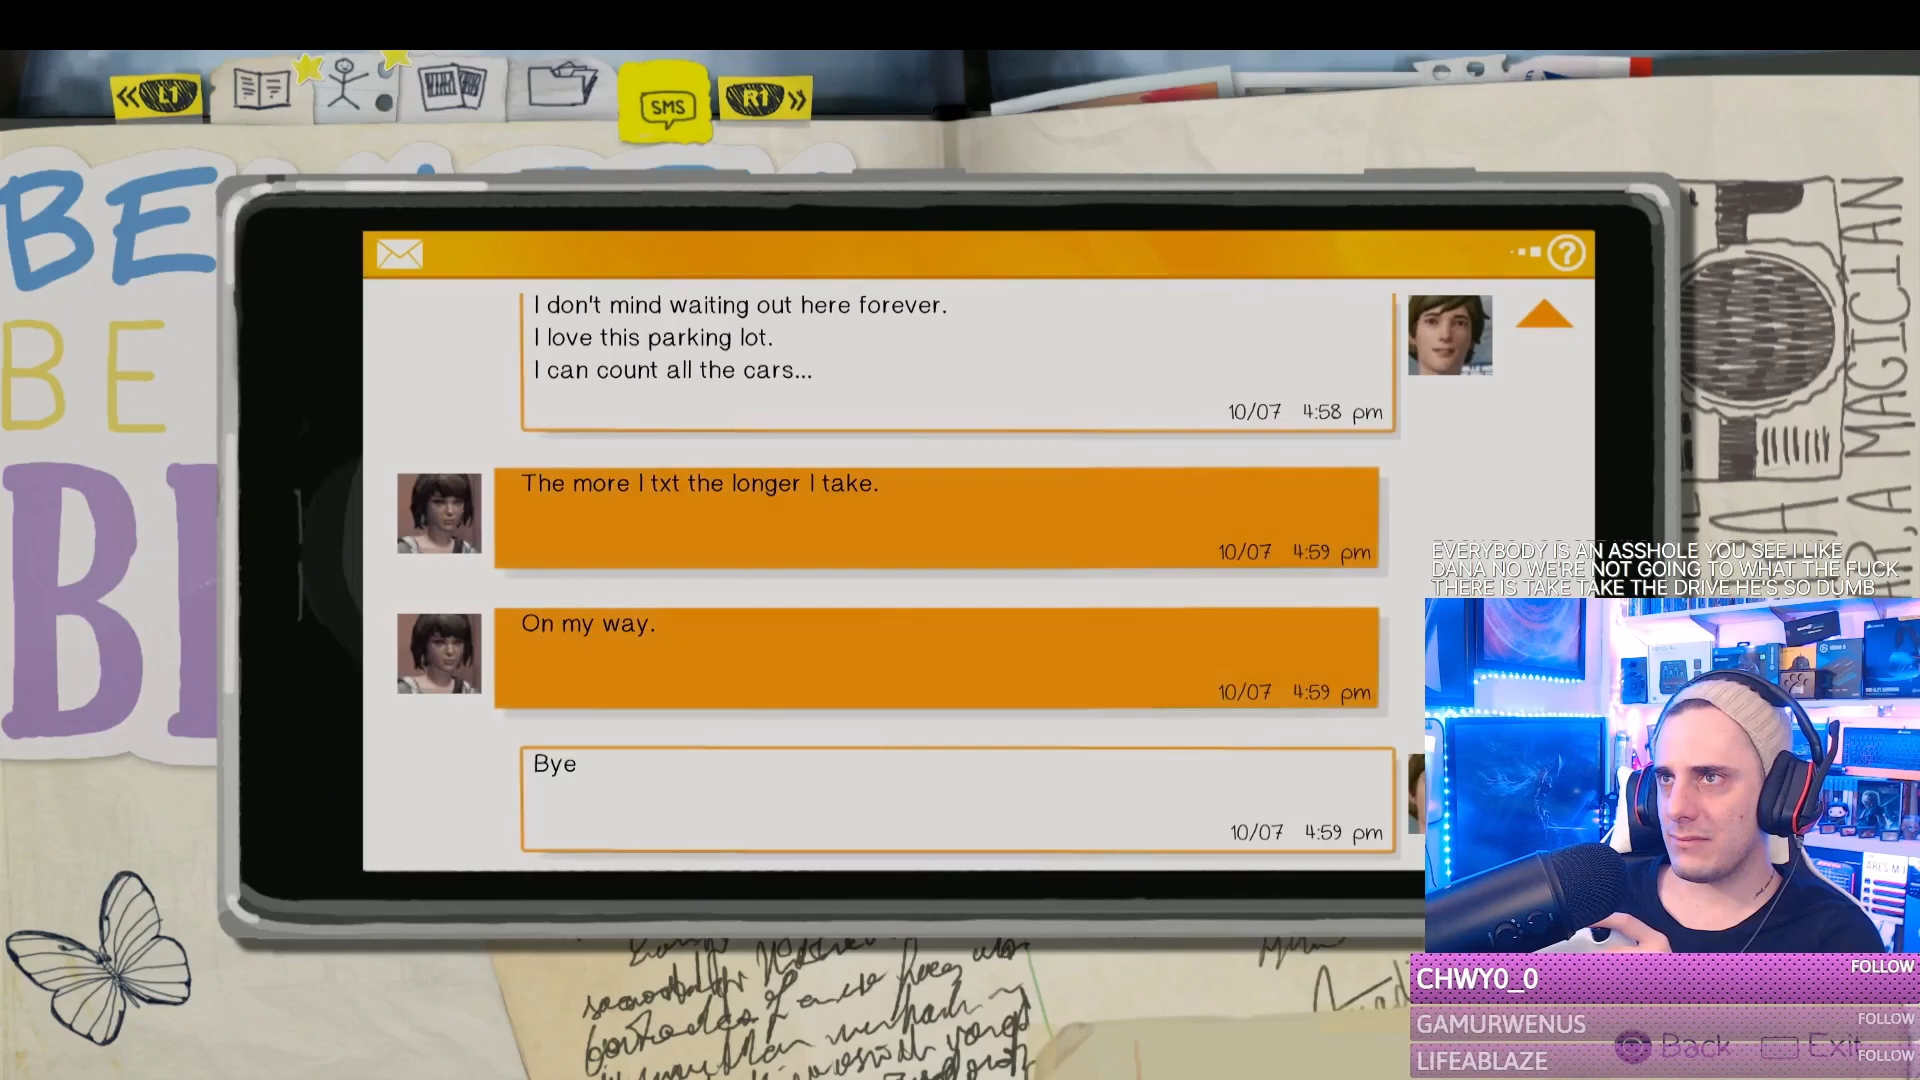 L1
SMS
R1
BE
BE
I don't mind waiting out here forever.
I love this parking lot.
I can count all the cars...
10/07 4:58 pm
The more I txt the longer I take.
10/07 4:59 pm
On my way.
10/07 4:59 pm
Bye
10/07 4:59 pm
A MAGICIAN
EVERYBODY IS AN ASSHOLE YOU SEE I LIKE
DANA NO WE'RE NOT GOING TO WHAT THE FUCK
THERE IS TAKE TAKE THE DRIVE HE'S SO DUMB
CHWY0_0 FOLLOW
GAMURWENUS FOLLOW
LIFEABLAZE FOLLOW
Back Exit